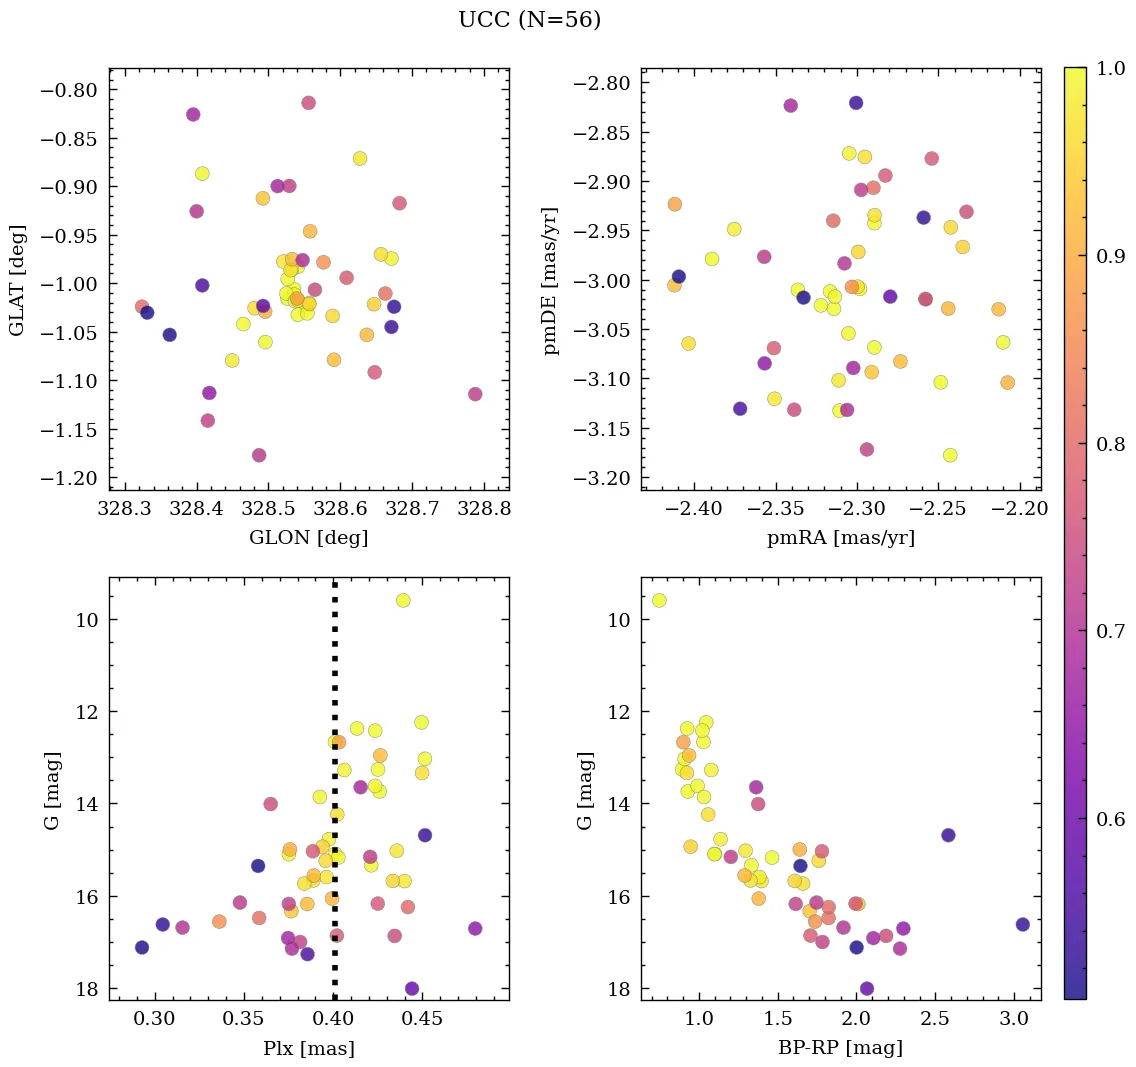 UCC (N=56)
−0.80
−0.85
−0.90
−0.95
−1.00
−1.05
−1.10
−1.15
−1.20
GLAT [deg]
328.3 328.4 328.5 328.6 328.7 328.8
GLON [deg]
−2.80
−2.85
−2.90
−2.95
−3.00
−3.05
−3.10
−3.15
−3.20
pmDE [mas/yr]
−2.40 −2.35 −2.30 −2.25 −2.20
pmRA [mas/yr]
10
12
14
16
18
G [mag]
0.30 0.35 0.40 0.45
Plx [mas]
10
12
14
16
18
G [mag]
1.0 1.5 2.0 2.5 3.0
BP-RP [mag]
1.0
0.9
0.8
0.7
0.6